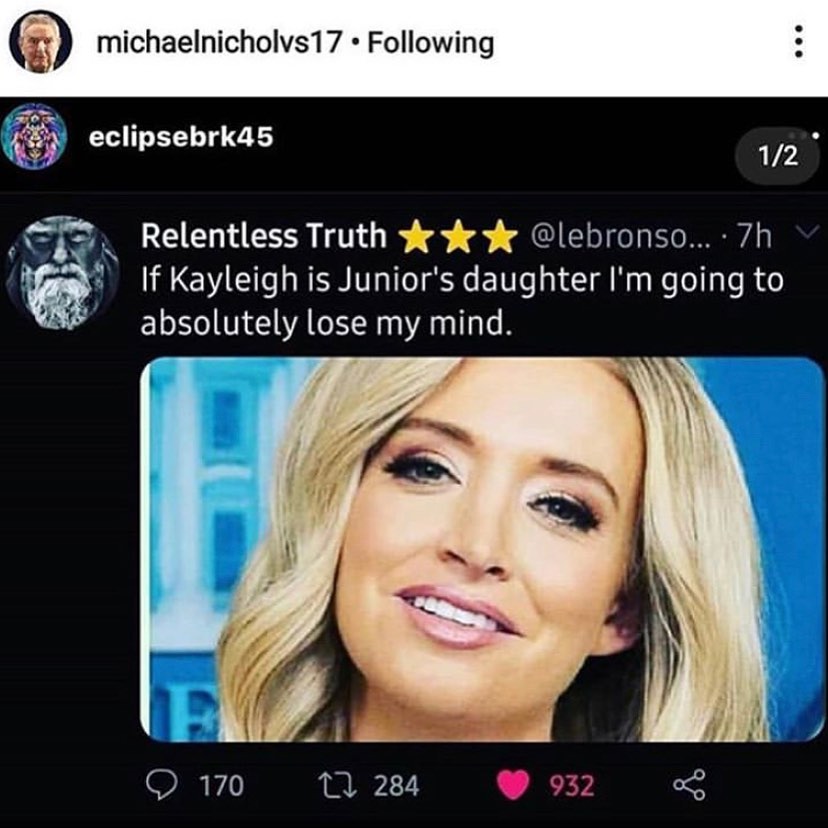 michaelnicholvs17 • Following
eclipsebrk45
1/2
Relentless Truth ⭐⭐⭐ @lebronso... · 7h
If Kayleigh is Junior's daughter I'm going to
absolutely lose my mind.
170 284 932